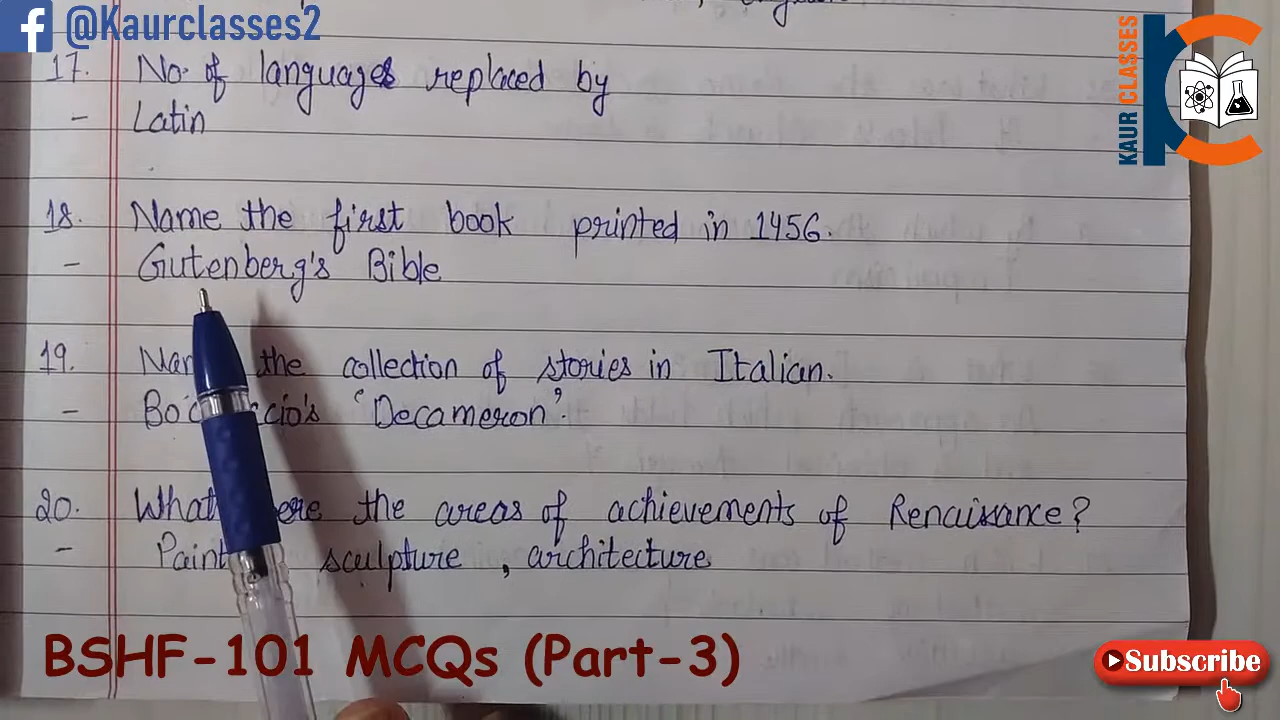 @Kaurclasses2
KAUR CLASSES
17. No. of languages replaced by
- Latin
18. Name the first book printed in 1456.
- Gutenberg's Bible
19. the collection of stories in Italian.
- "Decameron".
20. What the areas of achievements of Renaissance?
- sculpture, architecture
BSHF-101 MCQs (Part-3)
Subscribe